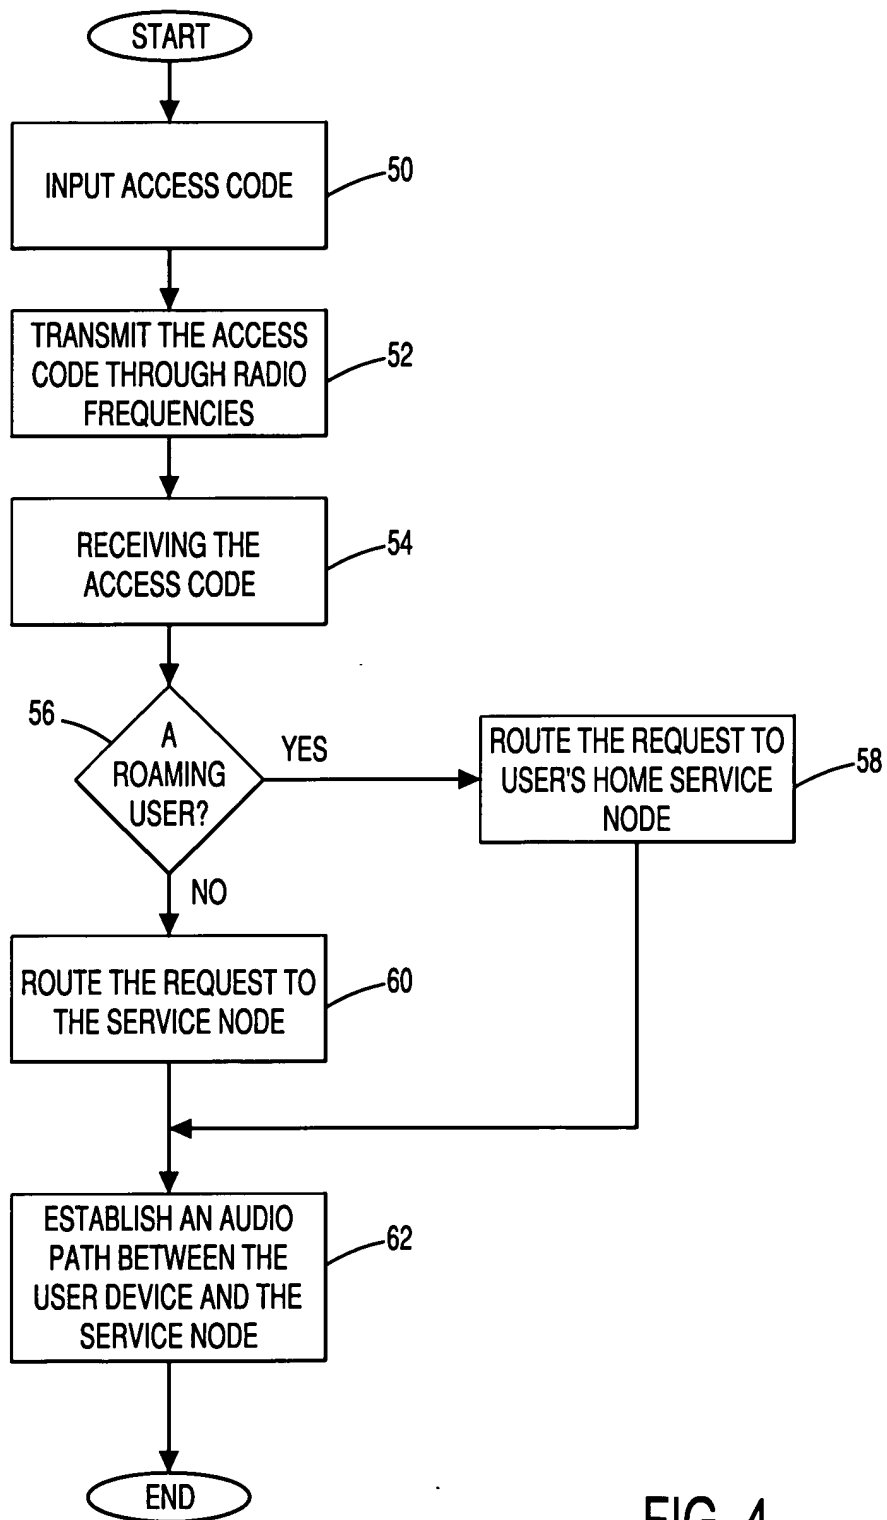 START
INPUT ACCESS CODE
50
TRANSMIT THE ACCESS
CODE THROUGH RADIO
FREQUENCIES
52
RECEIVING THE
ACCESS CODE
54
56
A
ROAMING
USER?
YES
ROUTE THE REQUEST TO
USER'S HOME SERVICE
NODE
58
NO
ROUTE THE REQUEST TO
THE SERVICE NODE
60
ESTABLISH AN AUDIO
PATH BETWEEN THE
USER DEVICE AND THE
SERVICE NODE
62
END
FIG. 4